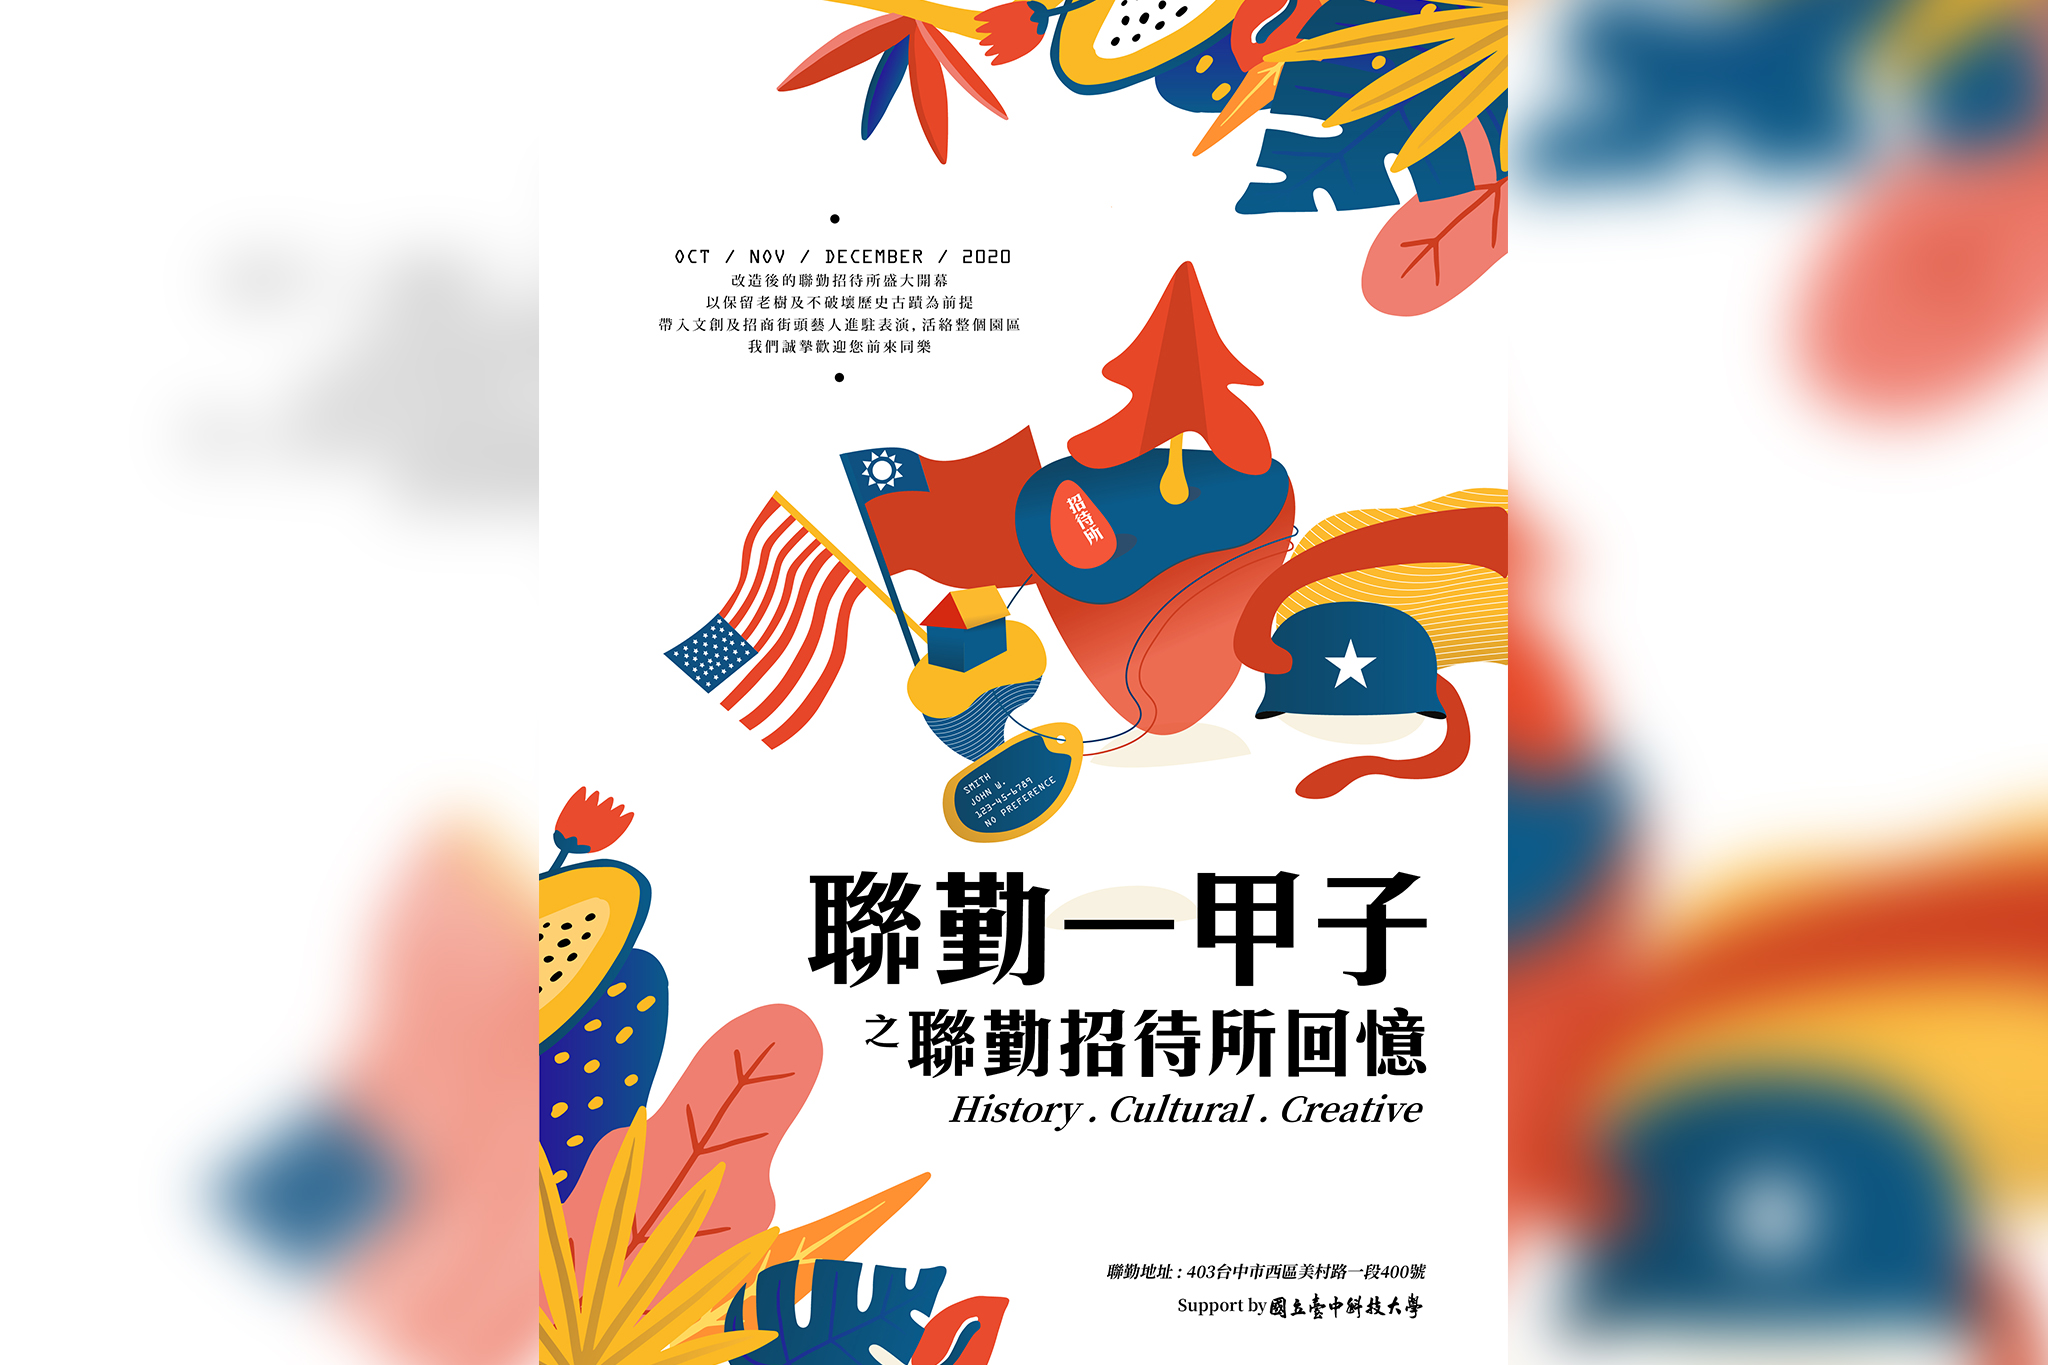 OCT / NOV / DECEMBER / 2020
改造後的聯勤招待所盛大開幕
以保留老樹及不破壞歷史古蹟為前提
帶入文創及招商街頭藝人進駐表演，活絡整個園區
我們誠摯歡迎您前來同樂
招待所
SMITH
JOHN W.
123-45-6789
NO PREFERENCE
聯勤一甲子
之聯勤招待所回憶
History . Cultural . Creative
聯勤地址：403台中市西區美村路一段400號
Support by 國立臺中科技大學